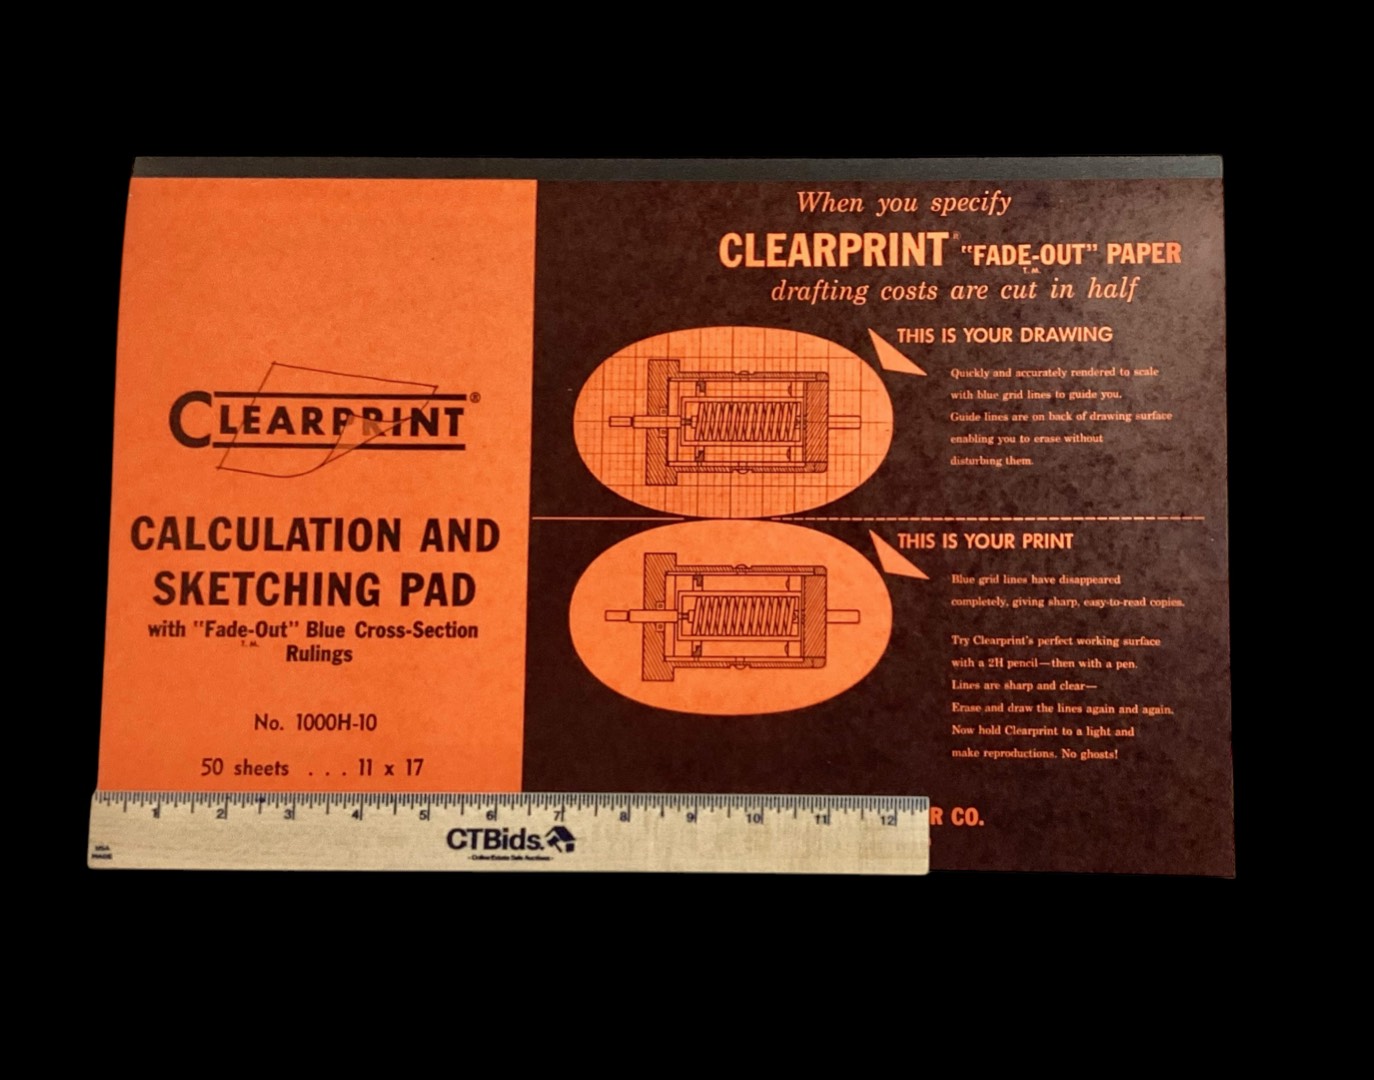 CLEARPRINT®
CALCULATION AND
SKETCHING PAD
with "Fade-Out" Blue Cross-Section
T.M.
Rulings
No. 1000H-10
50 sheets . . . 11 x 17
When you specify
CLEARPRINT® "FADE-OUT" PAPER
T.M.
drafting costs are cut in half
THIS IS YOUR DRAWING
Quickly and accurately rendered to scale
with blue grid lines to guide you.
Guide lines are on back of drawing surface
enabling you to erase without
disturbing them.
THIS IS YOUR PRINT
Blue grid lines have disappeared
completely, giving sharp, easy-to-read copies.
Try Clearprint's perfect working surface
with a 2H pencil—then with a pen.
Lines are sharp and clear—
Erase and draw the lines again and again.
Now hold Clearprint to a light and
make reproductions. No ghosts!
R CO.
1 2 3 4 5 6 7 8 9 10 11 12
CTBids.
- Online Estate Sale Auctions -
USA
MADE